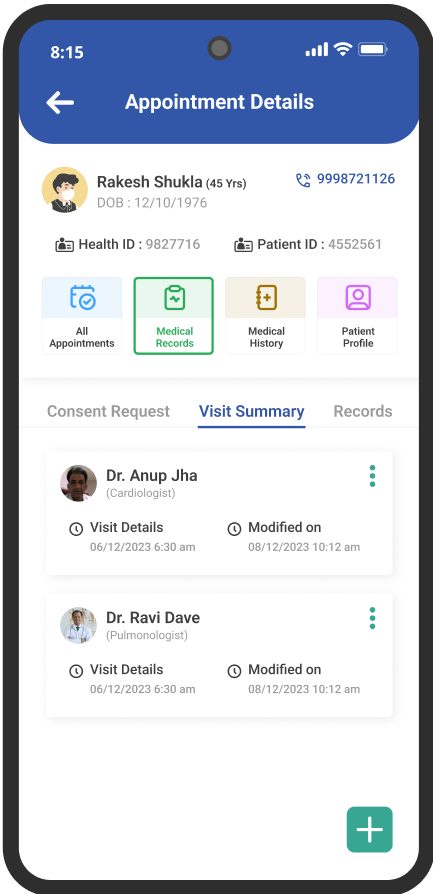 8:15
Appointment Details
Rakesh Shukla (45 Yrs)
9998721126
DOB : 12/10/1976
Health ID : 9827716
Patient ID : 4552561
All
Appointments
Medical
Records
Medical
History
Patient
Profile
Consent Request
Visit Summary
Records
Dr. Anup Jha
(Cardiologist)
Visit Details
Modified on
06/12/2023 6:30 am
08/12/2023 10:12 am
Dr. Ravi Dave
(Pulmonologist)
Visit Details
Modified on
06/12/2023 6:30 am
08/12/2023 10:12 am